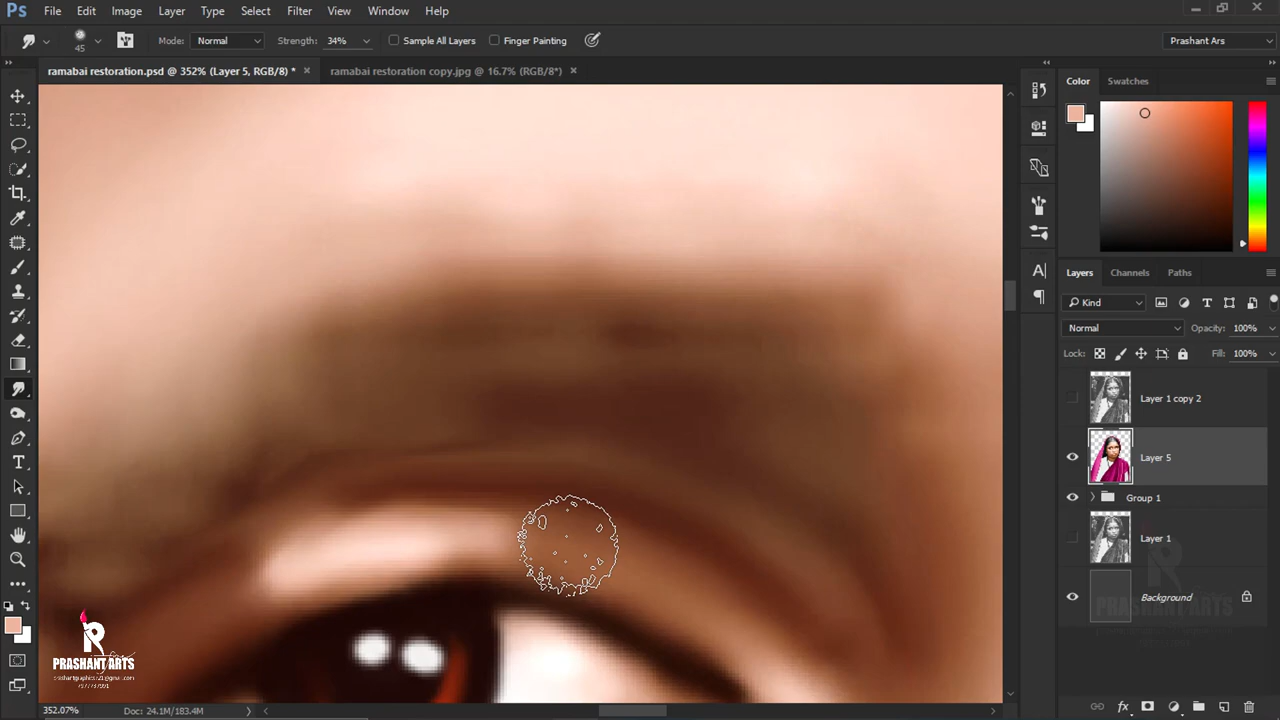 Ps File Edit Image Layer Type Select Filter View Window Help
45 Mode: Normal Strength: 34% Sample All Layers Finger Painting Prashant Ars
ramabai restoration.psd @ 352% (Layer 5, RGB/8) * × ramabai restoration copy.jpg @ 16.7% (RGB/8*) ×
Color Swatches
Layers Channels Paths
Kind
Normal Opacity: 100%
Lock: Fill: 100%
Layer 1 copy 2
Layer 5
Group 1
Layer 1
Background
PRASHANT ARTS
PRASHANT ARTS
352.07% Doc: 24.1M/183.4M